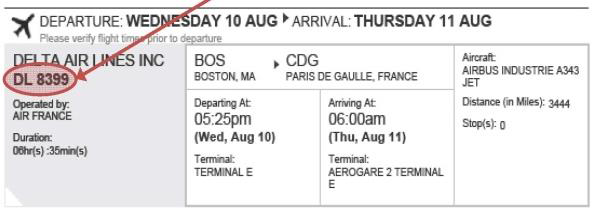 DEPARTURE: WEDNESDAY 10 AUG ARRIVAL: THURSDAY 11 AUG
Please verify flight times prior to departure
DELTA AIR LINES INC
DL 8399
Operated by:
AIR FRANCE
Duration:
06hr(s) :35min(s)
BOS CDG
BOSTON, MA PARIS DE GAULLE, FRANCE
Departing At: Arriving At:
05:25pm 06:00am
(Wed, Aug 10) (Thu, Aug 11)
Terminal: Terminal:
TERMINAL E AEROGARE 2 TERMINAL
E
Aircraft:
AIRBUS INDUSTRIE A343
JET
Distance (in Miles): 3444
Stop(s): 0